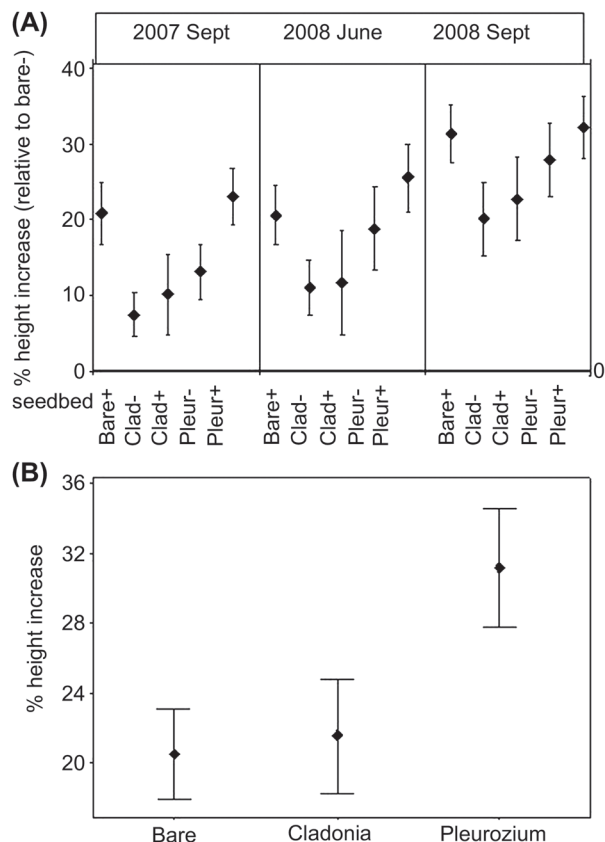 (A)
2007 Sept 2008 June 2008 Sept
% height increase (relative to bare-)
40
30
20
10
0
0
seedbed
Bare+ Clad- Clad+ Pleur- Pleur+ Bare+ Clad- Clad+ Pleur- Pleur+ Bare+ Clad- Clad+ Pleur- Pleur+
(B)
% height increase
36
32
28
24
20
Bare Cladonia Pleurozium